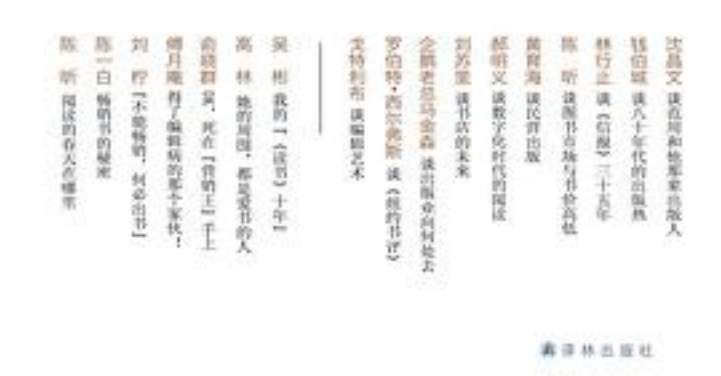 沈昌文 谈范用和他那辈出版人
钱伯城 谈八十年代的出版热
林行止 谈《信报》三十五年
陈 昕 谈图书市场与书价高低
黄育海 谈民营出版
郝明义 谈数字化时代的阅读
刘苏里 谈书店的未来
企鹅老总马金森 谈出版业向何处去
罗伯特·西尔弗斯 谈《纽约书评》
戈特利布 谈编辑艺术
吴 彬 我的“《读书》十年”
高 林 她的周围，都是爱书的人
俞晓群 吴，死在『营销王』手上
傅月庵 得了编辑病的那个家伙！
刘 柠 『不能畅销，何必出书』
陈一白 畅销书的秘密
陈 昕 阅读的春天在哪里
译林出版社